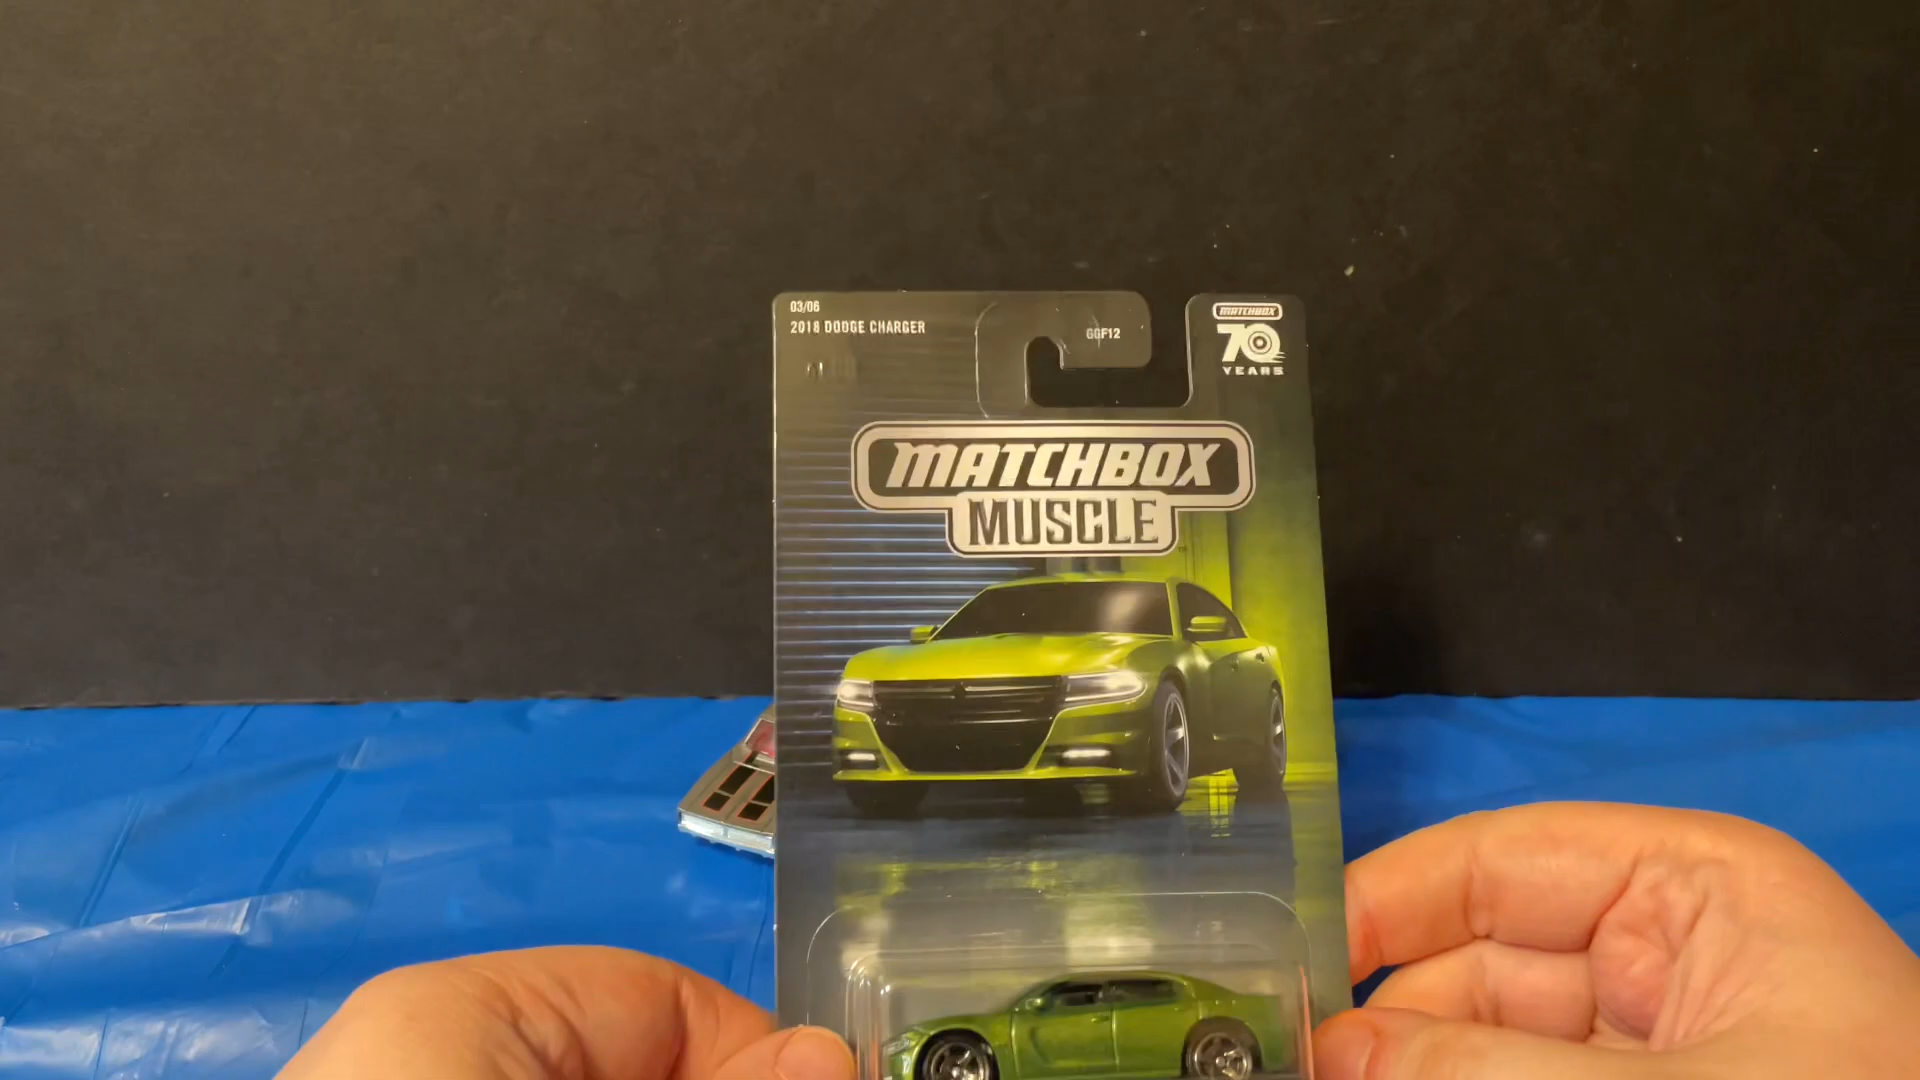 03/06
2018 DODGE CHARGER
GGF12
MATCHBOX
70
YEARS
MATCHBOX
MUSCLE